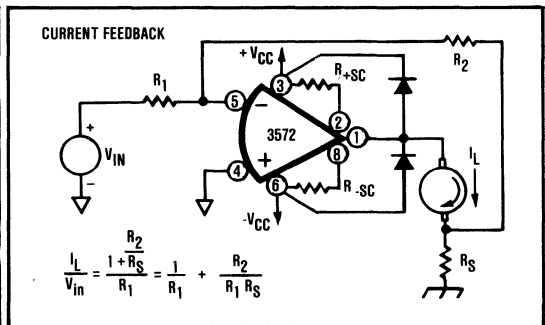 CURRENT FEEDBACK
+VCC
R2
R1
R+SC
3
5
−
2
3572
1
VIN
+
−
4
+
8
IL
6
R-SC
-VCC
RS
IL/Vin = (1 + R2/RS)/R1 = 1/R1 + R2/(R1 RS)